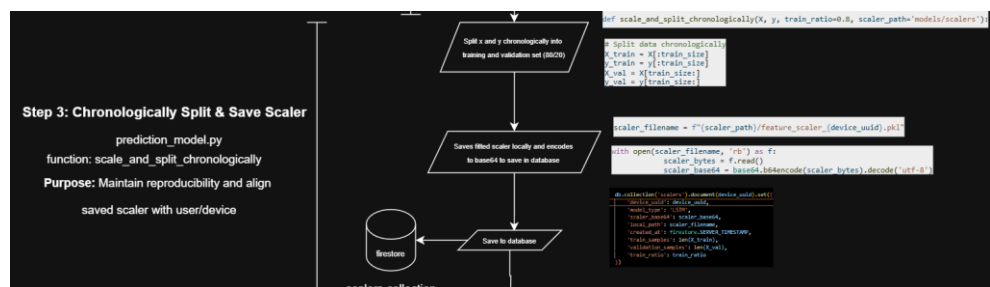 def scale_and_split_chronologically(X, y, train_ratio=0.8, scaler_path='models/scalers'):
Split x and y chronologically into
training and validation set (80/20)
# Split data chronologically
X_train = X[:train_size]
y_train = y[:train_size]
X_val = X[train_size:]
y_val = y[train_size:]
Step 3: Chronologically Split & Save Scaler
prediction_model.py
function: scale_and_split_chronologically
Purpose: Maintain reproducibility and align
saved scaler with user/device
Saves fitted scaler locally and encodes
to base64 to save in database
scaler_filename = f"{scaler_path}/feature_scaler_{device_uuid}.pkl"
with open(scaler_filename, 'rb') as f:
scaler_bytes = f.read()
scaler_base64 = base64.b64encode(scaler_bytes).decode('utf-8')
db.collection('scalers').document(device_uuid).set({
'device_uuid': device_uuid,
'model_type': 'LSTM',
'scaler_base64': scaler_base64,
'local_path': scaler_filename,
'created_at': firestore.SERVER_TIMESTAMP,
'train_samples': len(X_train),
'validation_samples': len(X_val),
'train_ratio': train_ratio
})
Save to database
firestore
scalers collection